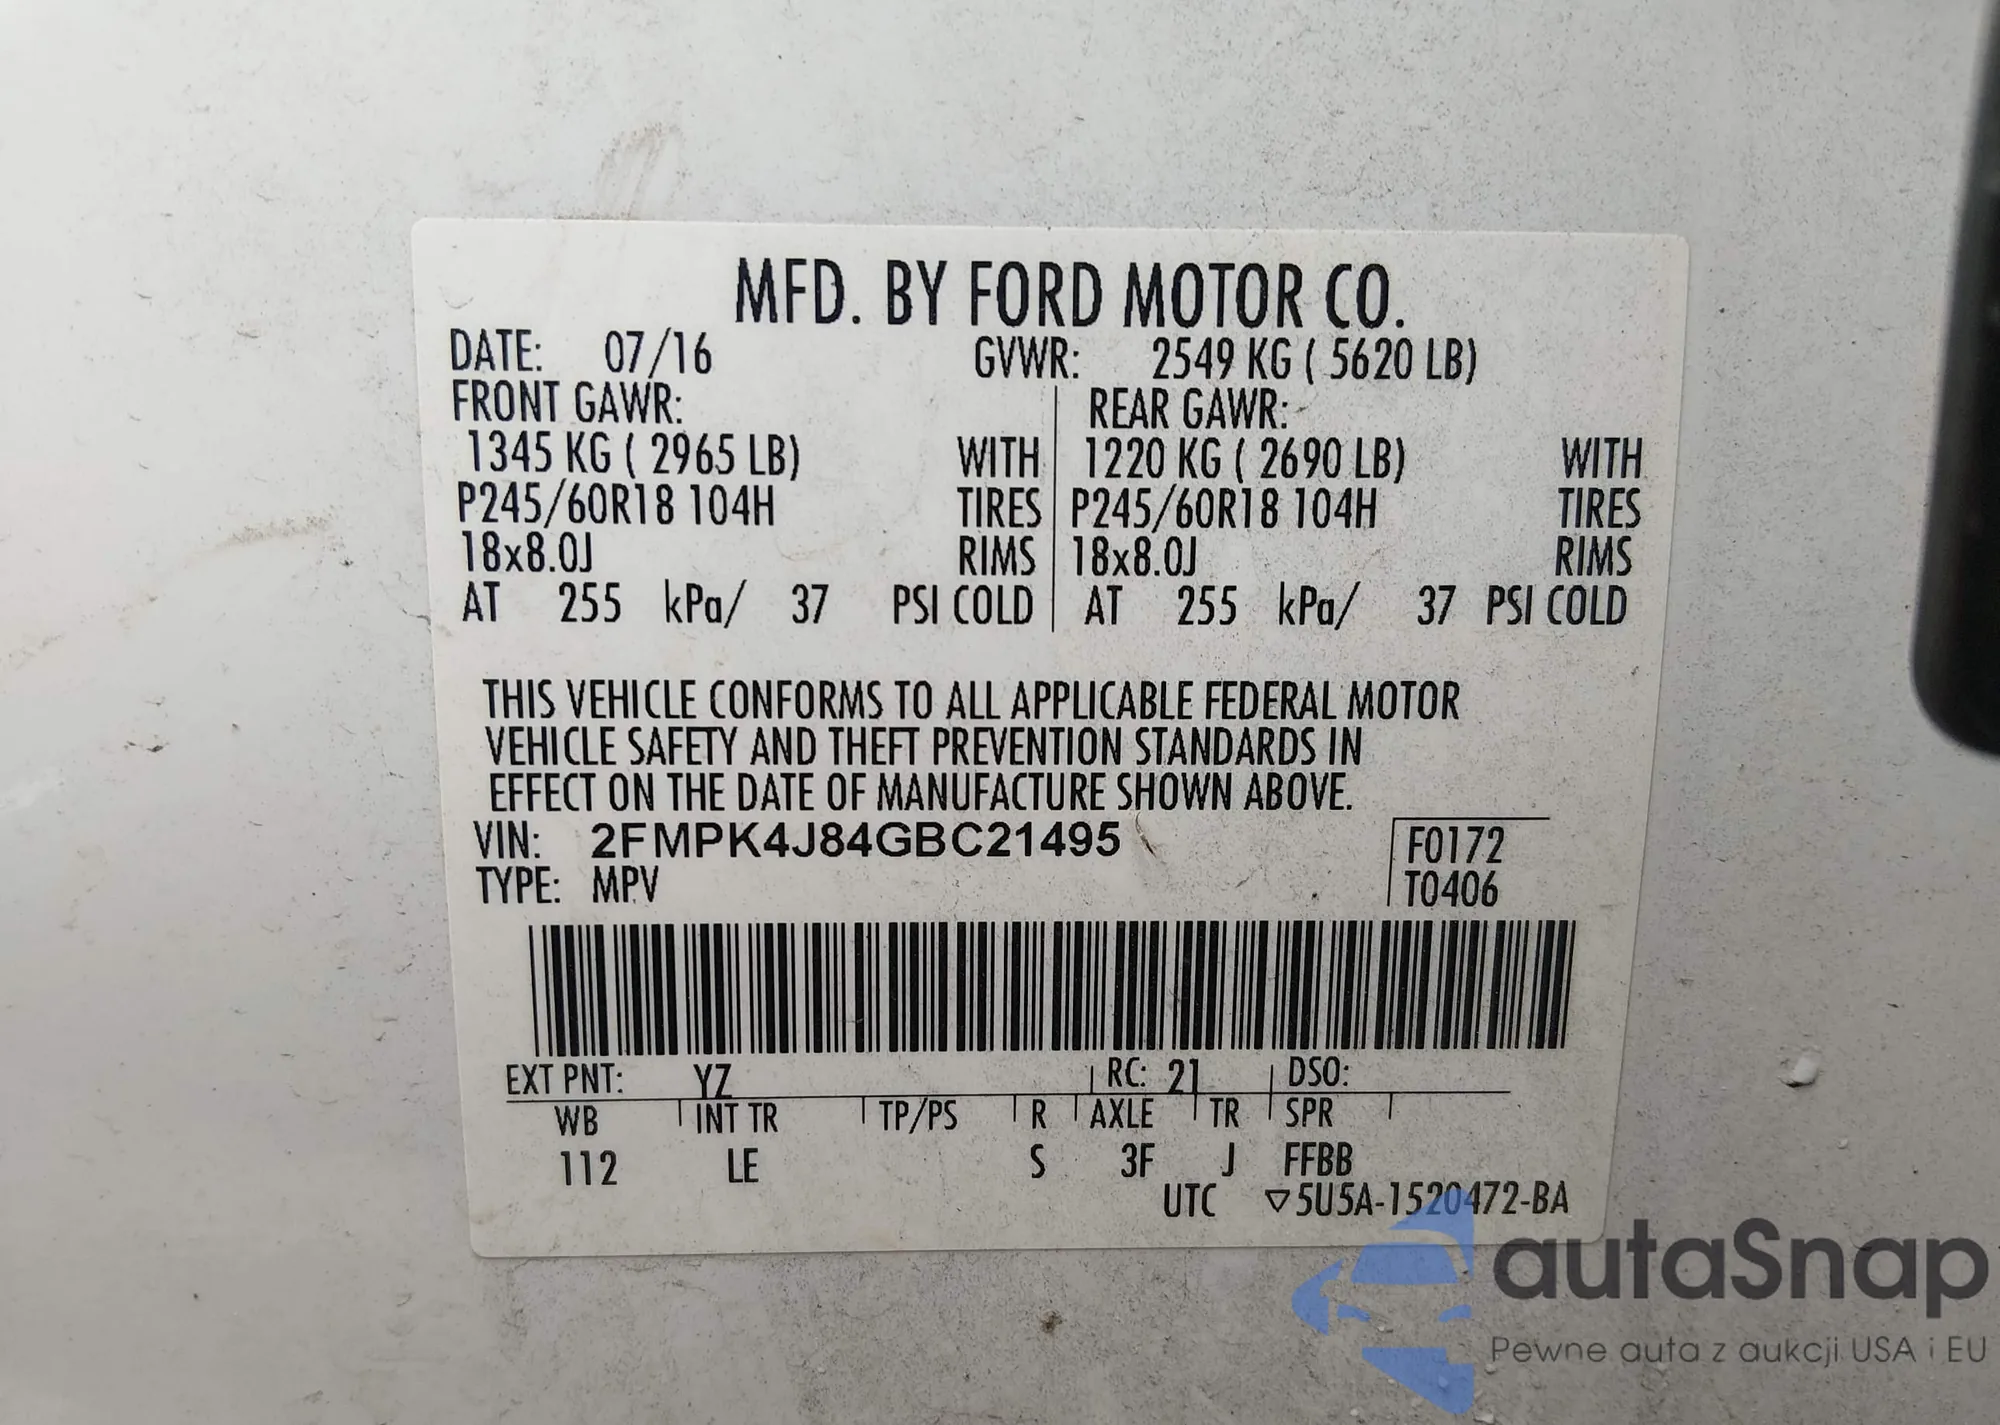 MFD. BY FORD MOTOR CO.
DATE: 07/16 GVWR: 2549 KG ( 5620 LB)
FRONT GAWR: REAR GAWR:
1345 KG ( 2965 LB) WITH 1220 KG ( 2690 LB) WITH
P245/60R18 104H TIRES P245/60R18 104H TIRES
18x8.0J RIMS 18x8.0J RIMS
AT 255 kPa/ 37 PSI COLD AT 255 kPa/ 37 PSI COLD
THIS VEHICLE CONFORMS TO ALL APPLICABLE FEDERAL MOTOR
VEHICLE SAFETY AND THEFT PREVENTION STANDARDS IN
EFFECT ON THE DATE OF MANUFACTURE SHOWN ABOVE.
VIN: 2FMPK4J84GBC21495 F0172
TYPE: MPV T0406
EXT PNT: YZ RC: 21 DSO:
WB INT TR TP/PS R AXLE TR SPR
112 LE S 3F J FFBB
UTC ▽5U5A-1520472-BA
autaSnap
Pewne auta z aukcji USA i EU